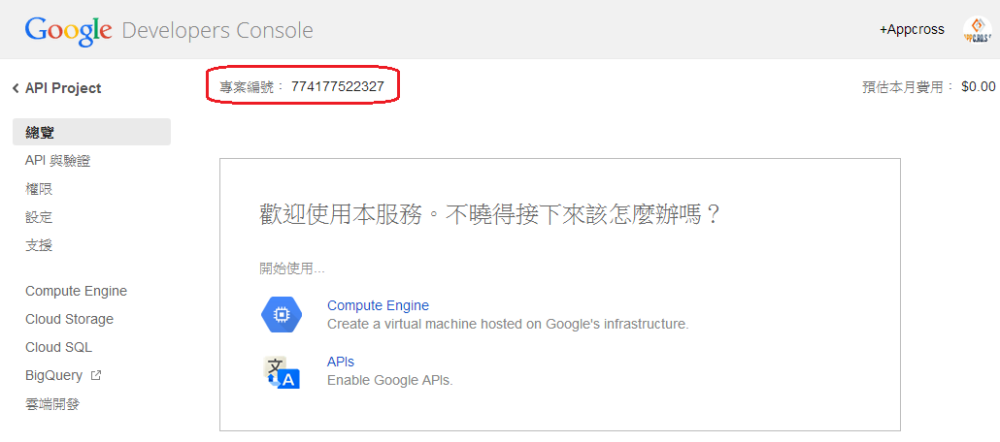 Google Developers Console
+Appcross
API Project
專案編號： 774177522327
預估本月費用： $0.00
總覽
API 與驗證
權限
設定
支援
Compute Engine
Cloud Storage
Cloud SQL
BigQuery
雲端開發
歡迎使用本服務。不曉得接下來該怎麼辦嗎？
開始使用...
Compute Engine
Create a virtual machine hosted on Google's infrastructure.
APIs
Enable Google APIs.